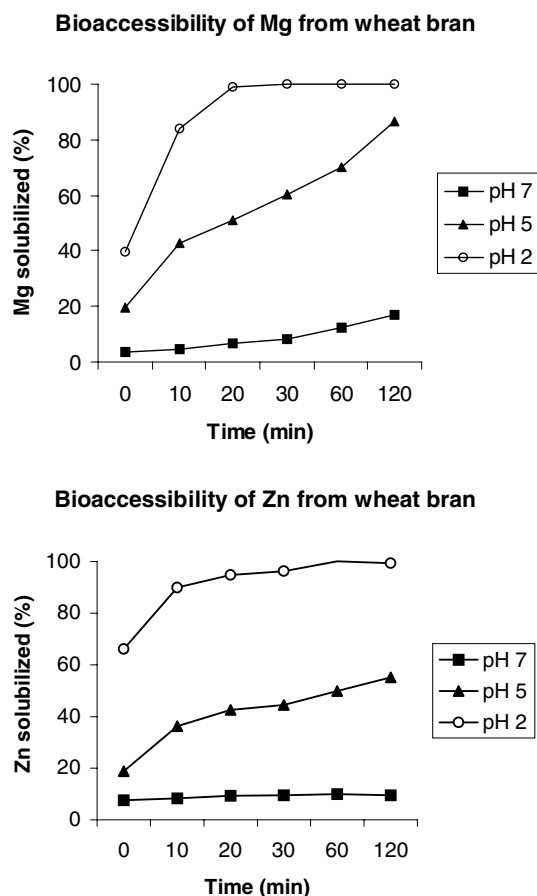 Bioaccessibility of Mg from wheat bran
100
80
60
40
20
0
Mg solubilized (%)
0 10 20 30 60 120
Time (min)
pH 7
pH 5
pH 2
Bioaccessibility of Zn from wheat bran
100
80
60
40
20
0
Zn solubilized (%)
0 10 20 30 60 120
Time (min)
pH 7
pH 5
pH 2